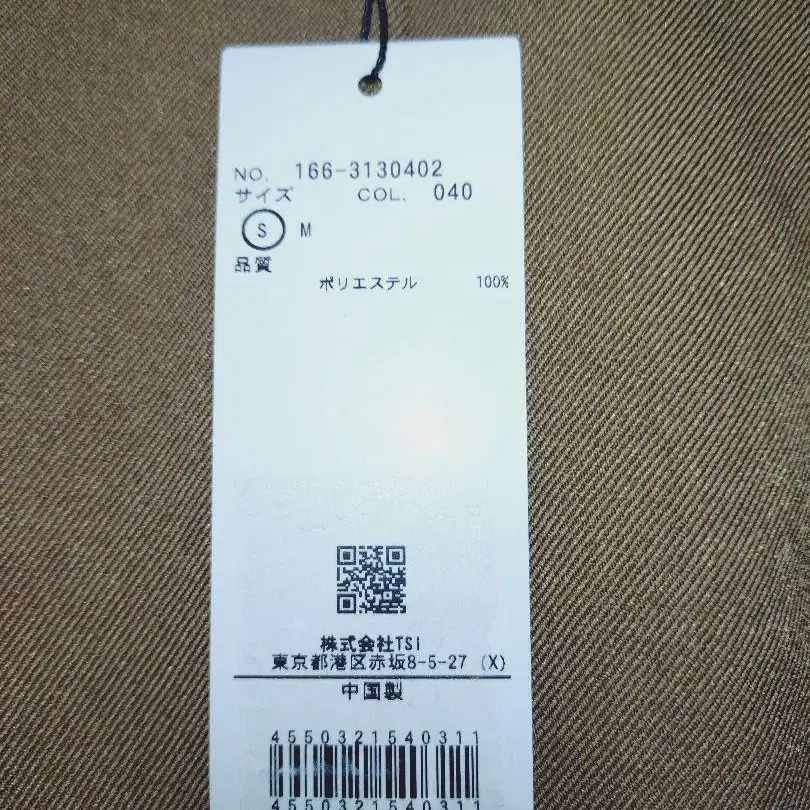 NO. 166-3130402
サイズ COL. 040
S M
品質
ポリエステル 100%
株式会社TSI
東京都港区赤坂8-5-27 (X)
中国製
4550321540311
4550321540311